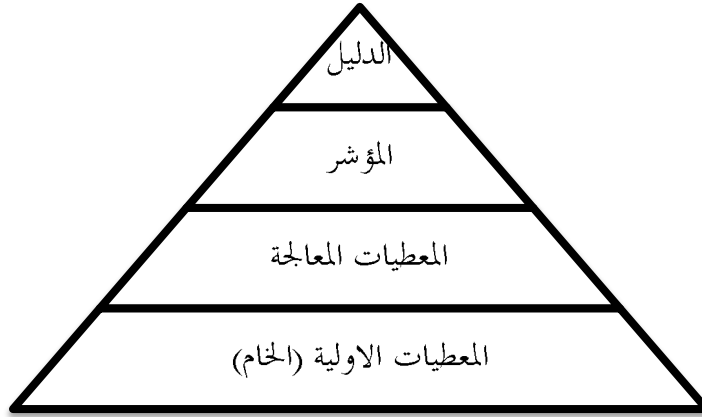 الدليل
المؤشر
المعطيات المعالجة
المعطيات الاولية (الخام)